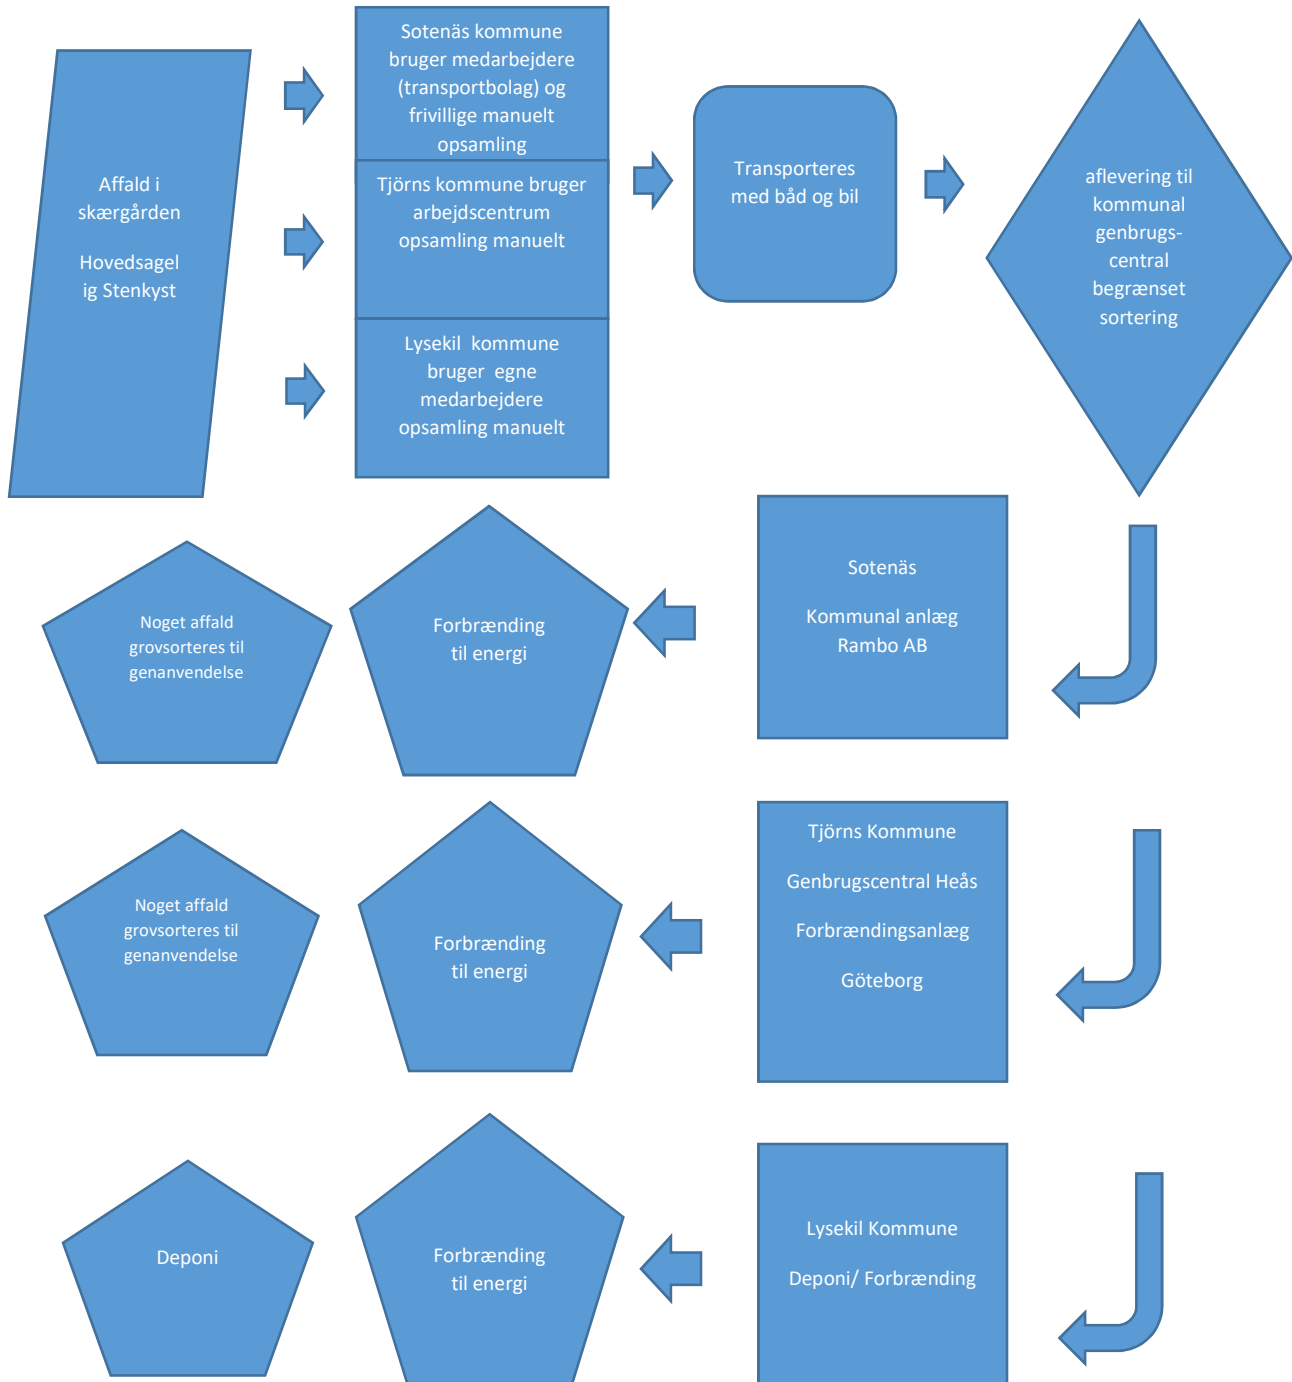 Affald i
skærgården
Hovedsagel
ig Stenkyst
Sotenäs kommune
bruger medarbejdere
(transportbolag) og
frivillige manuelt
opsamling
Tjörns kommune bruger
arbejdscentrum
opsamling manuelt
Lysekil kommune
bruger egne
medarbejdere
opsamling manuelt
Transporteres
med båd og bil
aflevering til
kommunal
genbrugs-
central
begrænset
sortering
Sotenäs
Kommunal anlæg
Rambo AB
Forbrænding
til energi
Noget affald
grovsorteres til
genanvendelse
Tjörns Kommune
Genbrugscentral Heås
Forbrændingsanlæg
Göteborg
Forbrænding
til energi
Noget affald
grovsorteres til
genanvendelse
Lysekil Kommune
Deponi/ Forbrænding
Forbrænding
til energi
Deponi